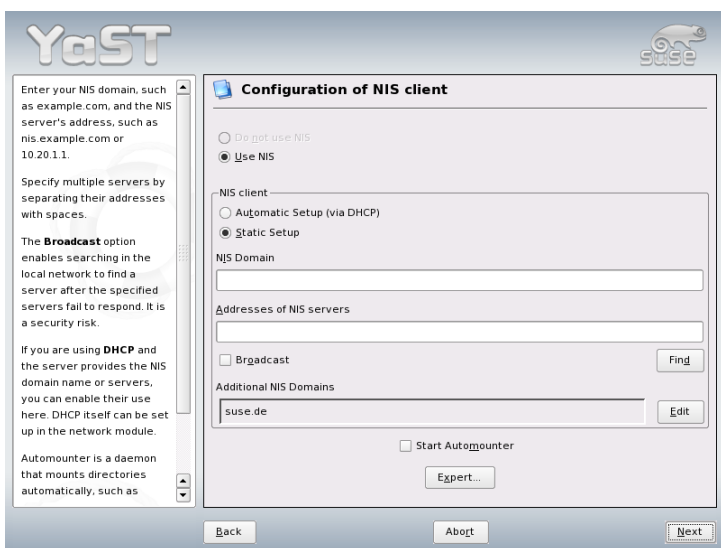 YaST
suse
Enter your NIS domain, such
as example.com, and the NIS
server's address, such as
nis.example.com or
10.20.1.1.
Specify multiple servers by
separating their addresses
with spaces.
The Broadcast option
enables searching in the
local network to find a
server after the specified
servers fail to respond. It is
a security risk.
If you are using DHCP and
the server provides the NIS
domain name or servers,
you can enable their use
here. DHCP itself can be set
up in the network module.
Automounter is a daemon
that mounts directories
automatically, such as
Configuration of NIS client
Do not use NIS
Use NIS
NIS client
Automatic Setup (via DHCP)
Static Setup
NIS Domain
Addresses of NIS servers
Broadcast
Find
Additional NIS Domains
suse.de
Edit
Start Automounter
Expert...
Back
Abort
Next